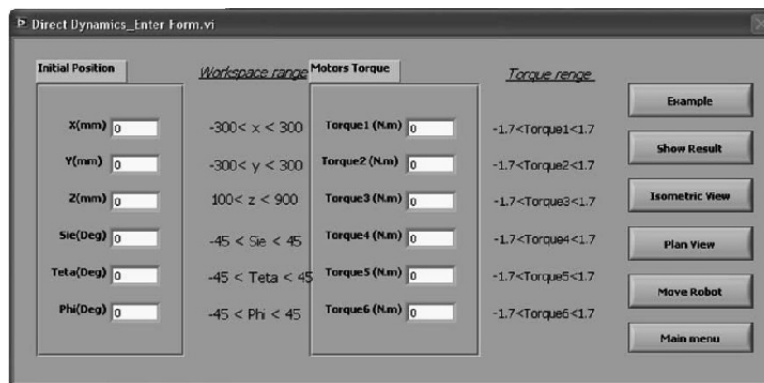 Direct Dynamics_Enter Form.vi
Initial Position
Workspace range
Motors Torque
Torque renge
X(mm) 0
-300< x < 300
Torque1 (N.m) 0
-1.7<Torque1<1.7
Y(mm) 0
-300< y < 300
Torque2 (N.m) 0
-1.7<Torque2<1.7
Z(mm) 0
100< z < 900
Torque3 (N.m) 0
-1.7<Torque3<1.7
Sie(Deg) 0
-45 < Sie < 45
Torque4 (N.m) 0
-1.7<Torque4<1.7
Teta(Deg) 0
-45 < Teta < 45
Torque5 (N.m) 0
-1.7<Torque5<1.7
Phi(Deg) 0
-45 < Phi < 45
Torque6 (N.m) 0
-1.7<Torque6<1.7
Example
Show Result
Isometric View
Plan View
Move Robot
Main menu